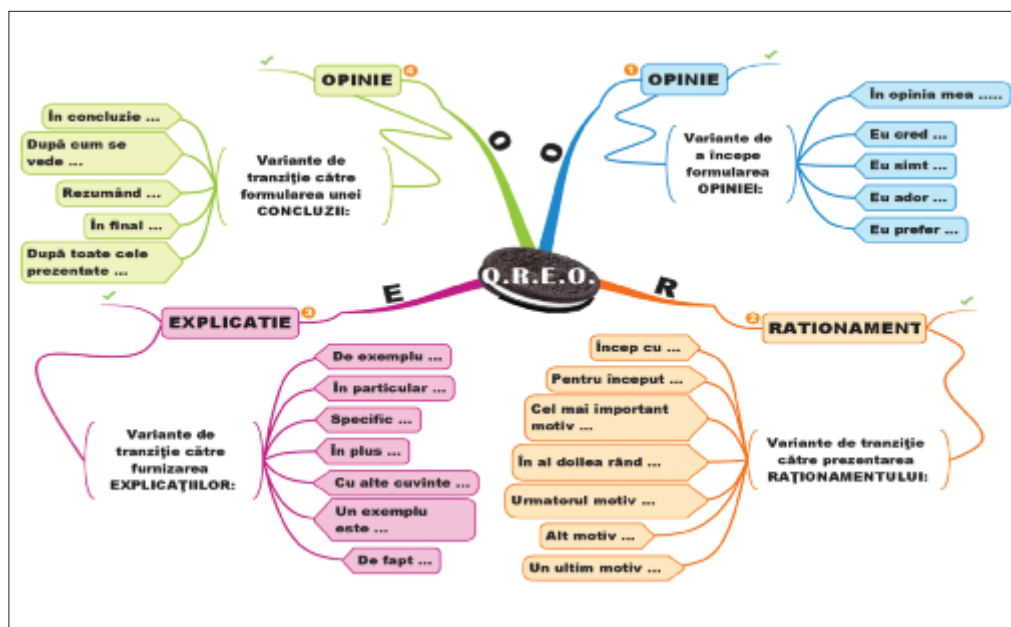 O.R.E.O.
O
1
OPINIE
Variante de
a începe
formularea
OPINIEI:
În opinia mea .....
Eu cred ...
Eu simt ...
Eu ador ...
Eu prefer ...
R
2
RATIONAMENT
Variante de tranziție
către prezentarea
RAȚIONAMENTULUI:
Încep cu ...
Pentru început ...
Cel mai important
motiv ...
În al doilea rând ...
Urmatorul motiv ...
Alt motiv ...
Un ultim motiv ...
E
3
EXPLICATIE
Variante de
tranziție către
furnizarea
EXPLICAȚIILOR:
De exemplu ...
În particular ...
Specific ...
În plus ...
Cu alte cuvinte ...
Un exemplu
este ...
De fapt ...
O
4
OPINIE
Variante de
tranziție către
formularea unei
CONCLUZII:
În concluzie ...
După cum se
vede ...
Rezumând ...
În final ...
După toate cele
prezentate ...